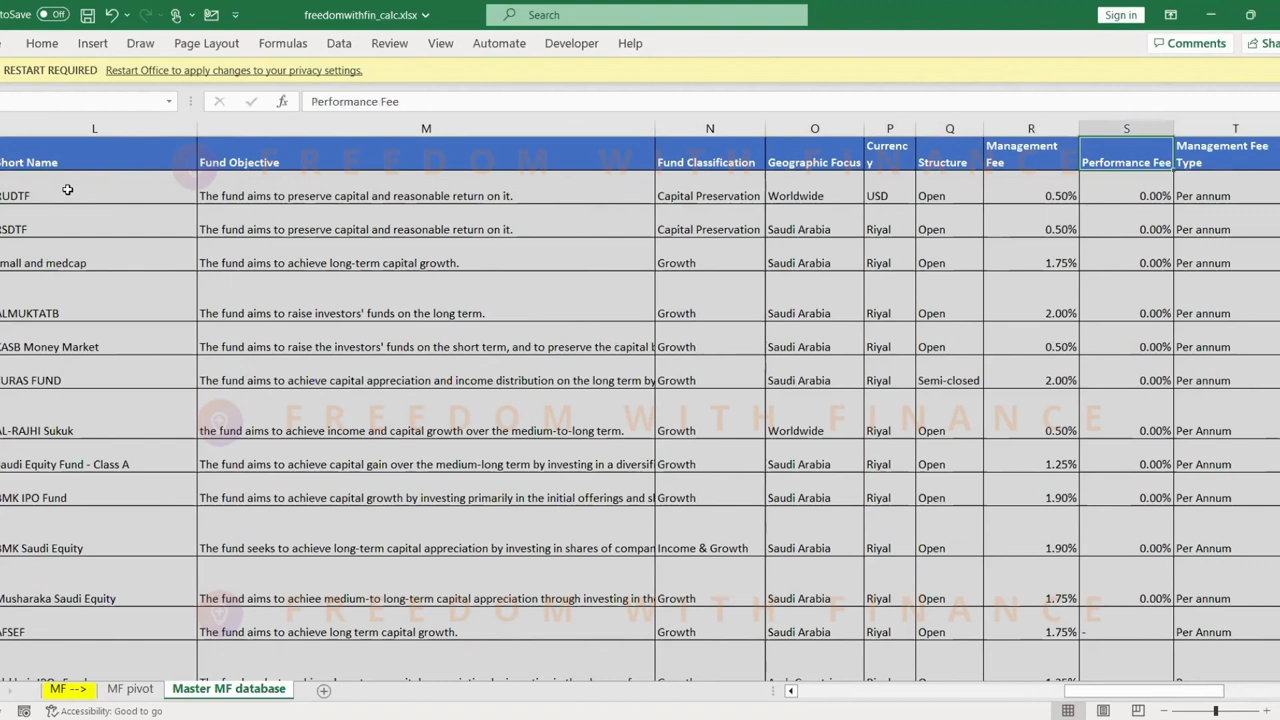 toSave Off freedomwithfin_calc.xlsx Search Sign in
Home Insert Draw Page Layout Formulas Data Review View Automate Developer Help Comments Sha
RESTART REQUIRED Restart Office to apply changes to your privacy settings.
fx Performance Fee
L M N O P Q R S T
Short Name Fund Objective Fund Classification Geographic Focus Currency Structure Management Fee Performance Fee Management Fee Type
RUDTF The fund aims to preserve capital and reasonable return on it. Capital Preservation Worldwide USD Open 0.50% 0.00% Per annum
RSDTF The fund aims to preserve capital and reasonable return on it. Capital Preservation Saudi Arabia Riyal Open 0.50% 0.00% Per annum
mall and medcap The fund aims to achieve long-term capital growth. Growth Saudi Arabia Riyal Open 1.75% 0.00% Per annum
ALMUKTATB The fund aims to raise investors' funds on the long term. Growth Saudi Arabia Riyal Open 2.00% 0.00% Per annum
KASB Money Market The fund aims to raise the investors' funds on the short term, and to preserve the capital Growth Saudi Arabia Riyal Open 0.50% 0.00% Per annum
TURAS FUND The fund aims to achieve capital appreciation and income distribution on the long term by Growth Saudi Arabia Riyal Semi-closed 2.00% 0.00% Per annum
AL-RAJHI Sukuk the fund aims to achieve income and capital growth over the medium-to-long term. Growth Worldwide Riyal Open 0.50% 0.00% Per annum
audi Equity Fund - Class A The fund aims to achieve capital gain over the medium-long term by investing in a diversifi Growth Saudi Arabia Riyal Open 1.25% 0.00% Per Annum
BMK IPO Fund The fund aims to achieve capital growth by investing primarily in the initial offerings and Growth Saudi Arabia Riyal Open 1.90% 0.00% Per Annum
BMK Saudi Equity The fund seeks to achieve long-term capital appreciation by investing in shares of compan Income & Growth Saudi Arabia Riyal Open 1.90% 0.00% Per Annum
Musharaka Saudi Equity The fund aims to achiee medium-to long-term capital appreciation through investing in th Growth Saudi Arabia Riyal Open 1.75% 0.00% Per Annum
AFSEF The fund aims to achieve long term capital growth. Growth Saudi Arabia Riyal Open 1.75% - Per Annum
FREEDOM WITH FINANCE
FREEDOM WITH FINANCE
FREEDOM WITH FINANCE
MF --> MF pivot Master MF database
Accessibility: Good to go